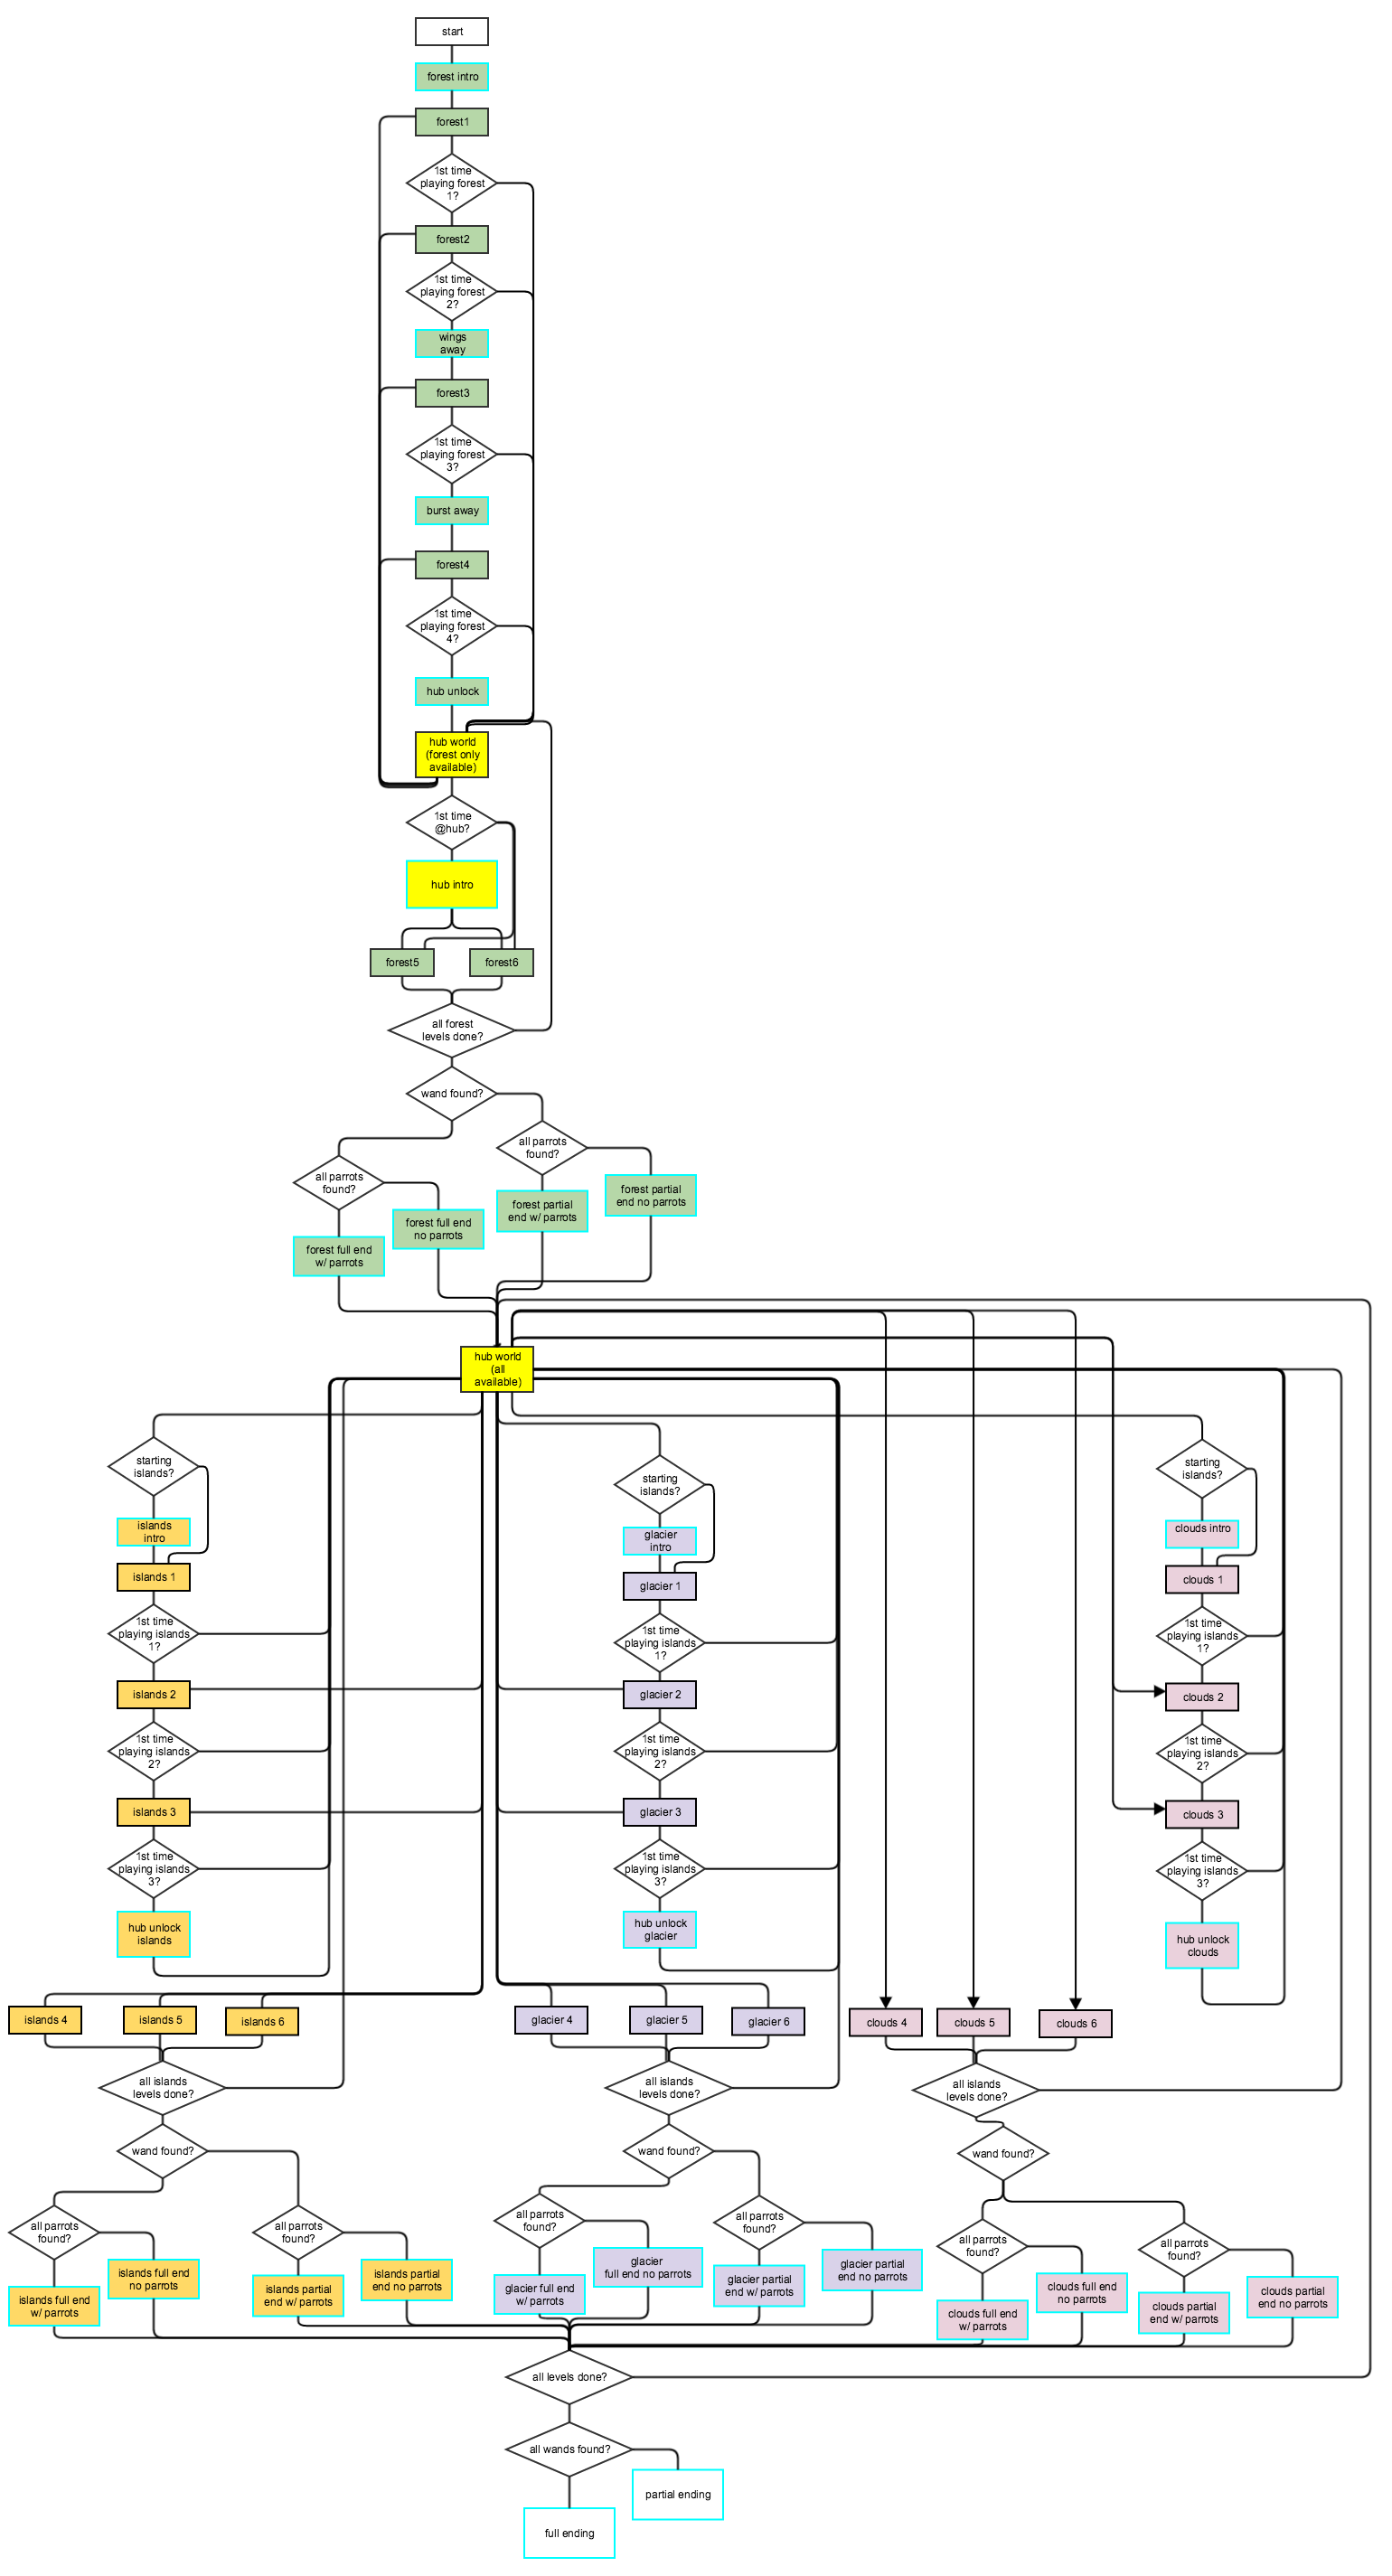 start
forest intro
forest1
1st time
playing forest
1?
forest2
1st time
playing forest
2?
wings
away
forest3
1st time
playing forest
3?
burst away
forest4
1st time
playing forest
4?
hub unlock
hub world
(forest only
available)
1st time
@hub?
hub intro
forest5
forest6
all forest
levels done?
wand found?
all parrots
found?
all parrots
found?
forest partial
end no parrots
forest partial
end w/ parrots
forest full end
no parrots
forest full end
w/ parrots
hub world
(all
available)
starting
islands?
islands
intro
islands 1
1st time
playing islands
1?
islands 2
1st time
playing islands
2?
islands 3
1st time
playing islands
3?
hub unlock
islands
starting
islands?
glacier
intro
glacier 1
1st time
playing islands
1?
glacier 2
1st time
playing islands
2?
glacier 3
1st time
playing islands
3?
hub unlock
glacier
starting
islands?
clouds intro
clouds 1
1st time
playing islands
1?
clouds 2
1st time
playing islands
2?
clouds 3
1st time
playing islands
3?
hub unlock
clouds
islands 4
islands 5
islands 6
all islands
levels done?
wand found?
all parrots
found?
islands full end
no parrots
islands full end
w/ parrots
all parrots
found?
islands partial
end no parrots
islands partial
end w/ parrots
glacier 4
glacier 5
glacier 6
all islands
levels done?
wand found?
all parrots
found?
glacier
full end no parrots
glacier full end
w/ parrots
all parrots
found?
glacier partial
end no parrots
glacier partial
end w/ parrots
clouds 4
clouds 5
clouds 6
all islands
levels done?
wand found?
all parrots
found?
clouds full end
no parrots
clouds full end
w/ parrots
all parrots
found?
clouds partial
end no parrots
clouds partial
end w/ parrots
all levels done?
all wands found?
partial ending
full ending